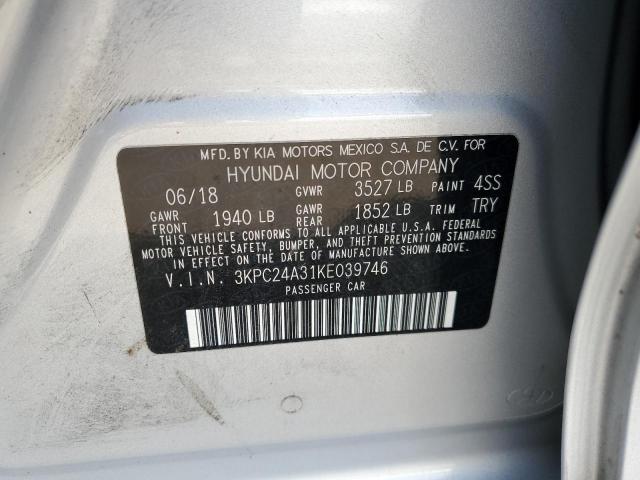 MFD. BY KIA MOTORS MEXICO S.A. DE C.V. FOR
HYUNDAI MOTOR COMPANY
06/18 GVWR 3527 LB PAINT 4SS
GAWR FRONT 1940 LB GAWR REAR 1852 LB TRIM TRY
THIS VEHICLE CONFORMS TO ALL APPLICABLE U.S.A. FEDERAL
MOTOR VEHICLE SAFETY, BUMPER, AND THEFT PREVENTION STANDARDS
IN EFFECT ON THE DATE OF MANUFACTURE SHOWN ABOVE.
V.I.N. 3KPC24A31KE039746
PASSENGER CAR